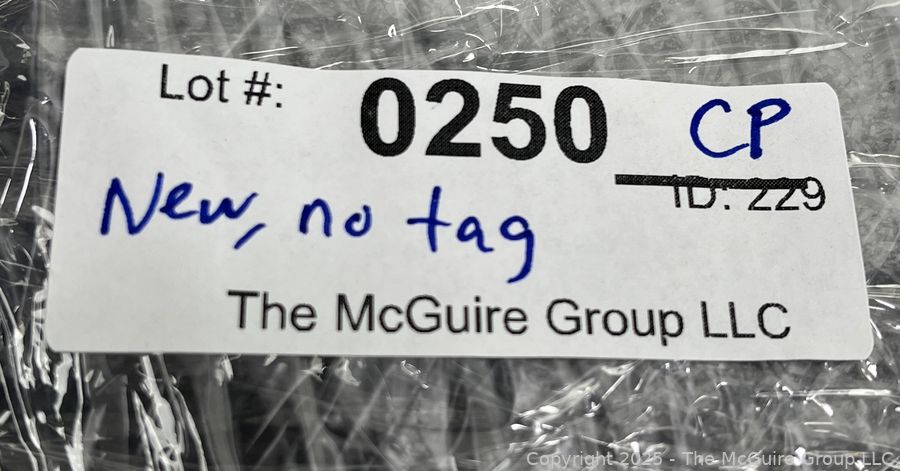 Lot #: 0250 CP
ID: 229
New, no tag
The McGuire Group LLC
Copyright 2025 - The McGuire Group LLC